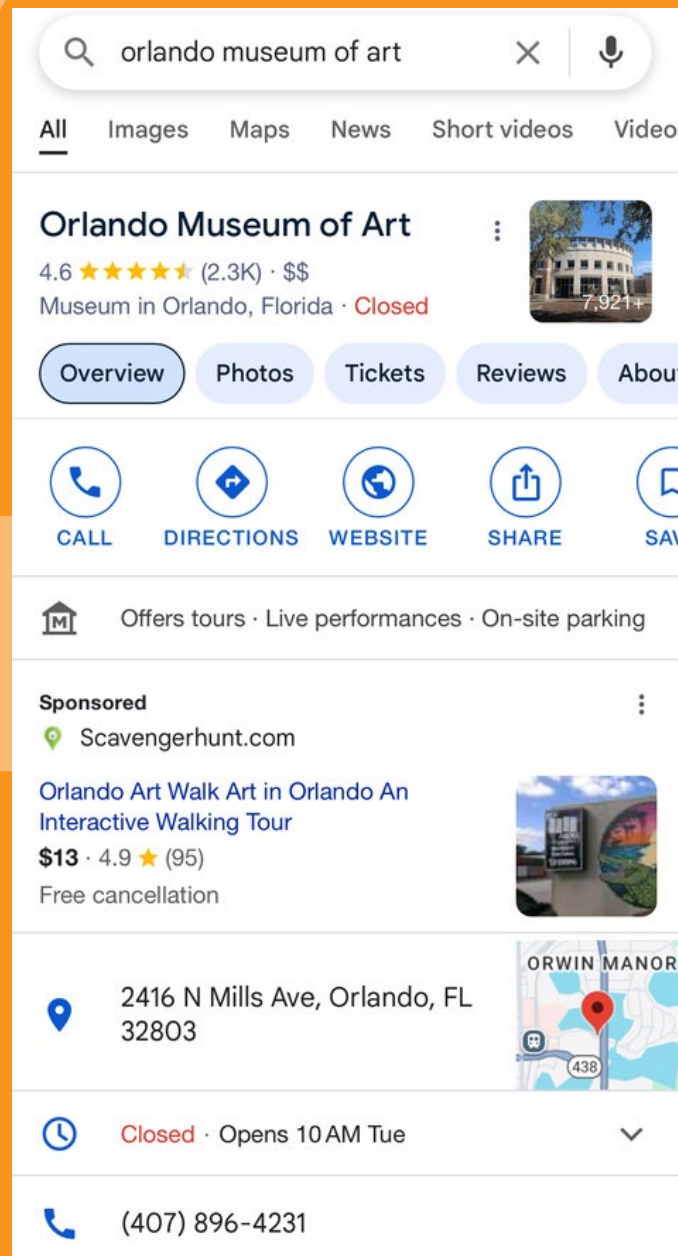 orlando museum of art
All Images Maps News Short videos Video
Orlando Museum of Art
4.6 (2.3K) · $$
Museum in Orlando, Florida · Closed
7,921+
Overview Photos Tickets Reviews Abou
CALL DIRECTIONS WEBSITE SHARE SAV
M
Offers tours · Live performances · On-site parking
Sponsored
Scavengerhunt.com
Orlando Art Walk Art in Orlando An
Interactive Walking Tour
$13 · 4.9 (95)
Free cancellation
2416 N Mills Ave, Orlando, FL
32803
ORWIN MANOR
438
Closed · Opens 10 AM Tue
(407) 896-4231